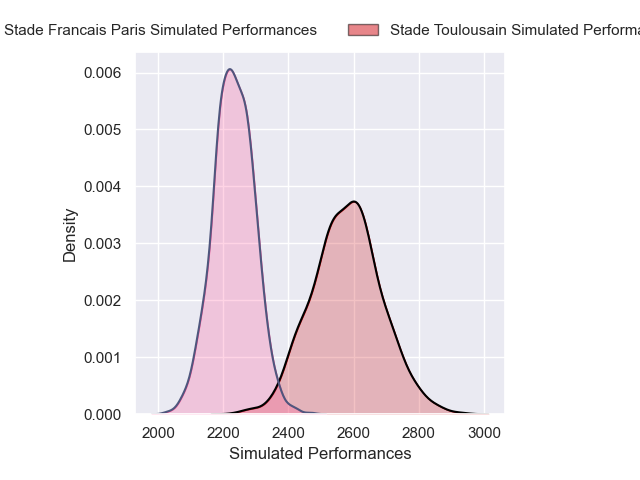 Stade Francais Paris Simulated Performances
Stade Toulousain Simulated
0.006
0.005
0.004
0.003
0.002
0.001
0.000
Density
2000 2200 2400 2600 2800 3000
Simulated Performances